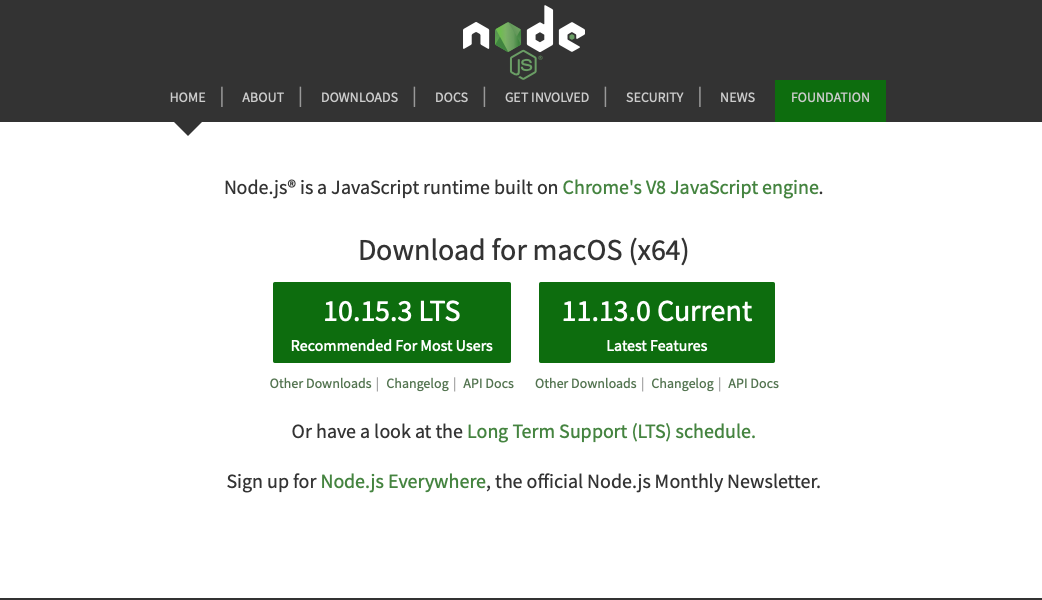 node
JS
HOME | ABOUT | DOWNLOADS | DOCS | GET INVOLVED | SECURITY | NEWS FOUNDATION
Node.js® is a JavaScript runtime built on Chrome's V8 JavaScript engine.
Download for macOS (x64)
10.15.3 LTS 11.13.0 Current
Recommended For Most Users Latest Features
Other Downloads | Changelog | API Docs Other Downloads | Changelog | API Docs
Or have a look at the Long Term Support (LTS) schedule.
Sign up for Node.js Everywhere, the official Node.js Monthly Newsletter.